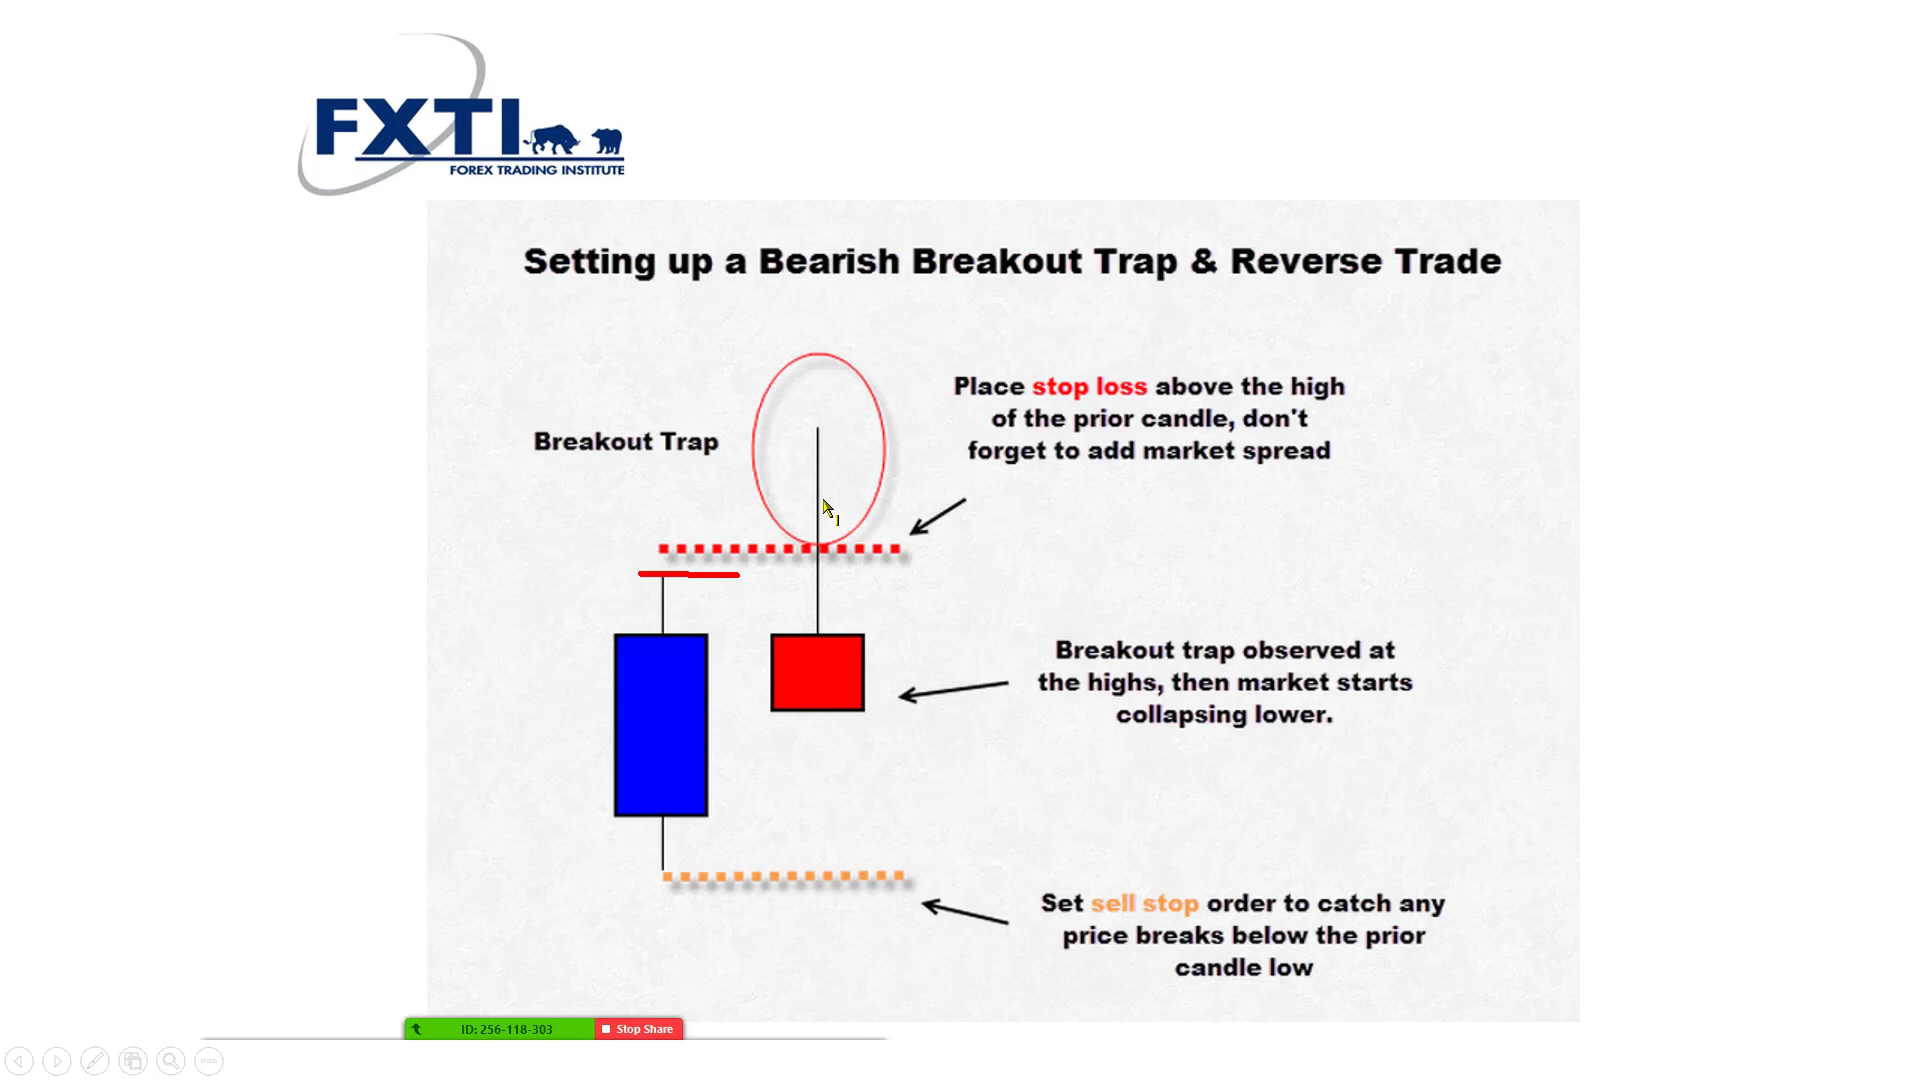 FXTI
FOREX TRADING INSTITUTE
Setting up a Bearish Breakout Trap & Reverse Trade
Breakout Trap
Place stop loss above the high
of the prior candle, don't
forget to add market spread
Breakout trap observed at
the highs, then market starts
collapsing lower.
Set sell stop order to catch any
price breaks below the prior
candle low
ID: 256-118-303
Stop Share